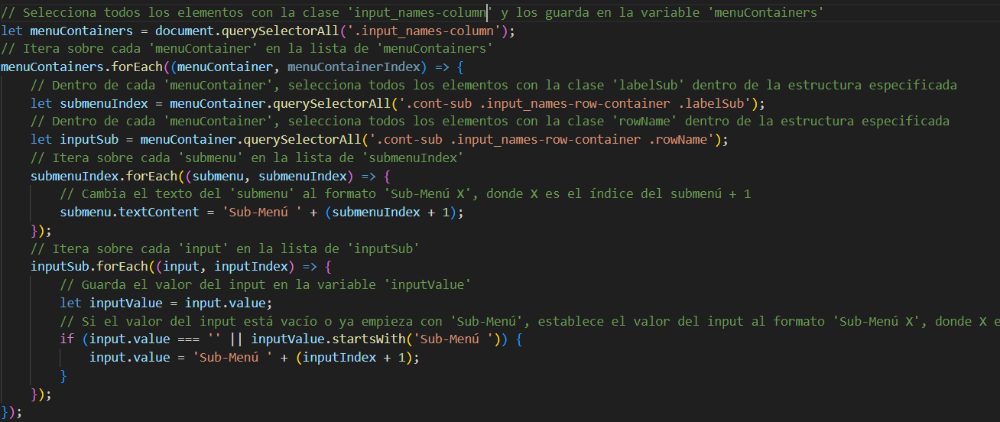 // Selecciona todos los elementos con la clase 'input_names-column' y los guarda en la variable 'menuContainers'
let menuContainers = document.querySelectorAll('.input_names-column');
// Itera sobre cada 'menuContainer' en la lista de 'menuContainers'
menuContainers.forEach((menuContainer, menuContainerIndex) => {
    // Dentro de cada 'menuContainer', selecciona todos los elementos con la clase 'labelSub' dentro de la estructura especificada
    let submenuIndex = menuContainer.querySelectorAll('.cont-sub .input_names-row-container .labelSub');
    // Dentro de cada 'menuContainer', selecciona todos los elementos con la clase 'rowName' dentro de la estructura especificada
    let inputSub = menuContainer.querySelectorAll('.cont-sub .input_names-row-container .rowName');
    // Itera sobre cada 'submenu' en la lista de 'submenuIndex'
    submenuIndex.forEach((submenu, submenuIndex) => {
        // Cambia el texto del 'submenu' al formato 'Sub-Menú X', donde X es el índice del submenú + 1
        submenu.textContent = 'Sub-Menú ' + (submenuIndex + 1);
    });
    // Itera sobre cada 'input' en la lista de 'inputSub'
    inputSub.forEach((input, inputIndex) => {
        // Guarda el valor del input en la variable 'inputValue'
        let inputValue = input.value;
        // Si el valor del input está vacío o ya empieza con 'Sub-Menú', establece el valor del input al formato 'Sub-Menú X', donde X e
        if (input.value === '' || inputValue.startsWith('Sub-Menú ')) {
            input.value = 'Sub-Menú ' + (inputIndex + 1);
        }
    });
});